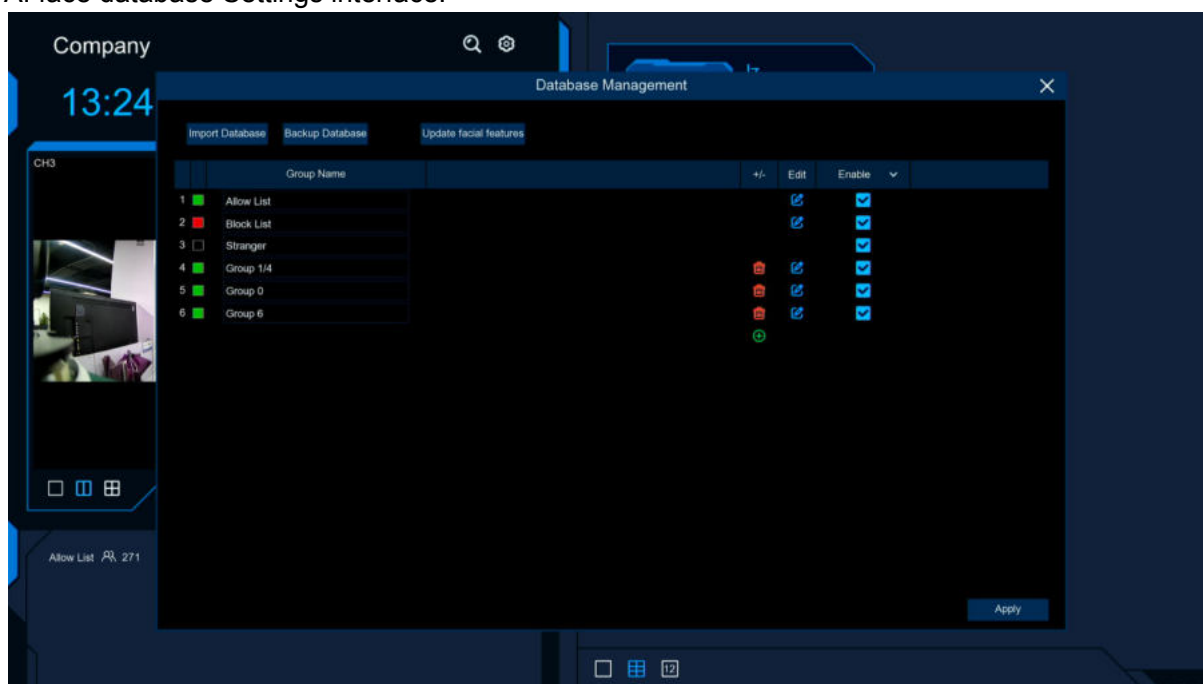 AI face database Settings interface.
Company
13:24
Database Management
Import Database Backup Database Update facial features
CH3
Group Name +/- Edit Enable
1 Allow List
2 Block List
3 Stranger
4 Group 1/4
5 Group 0
6 Group 6
Allow List 271
Apply
12